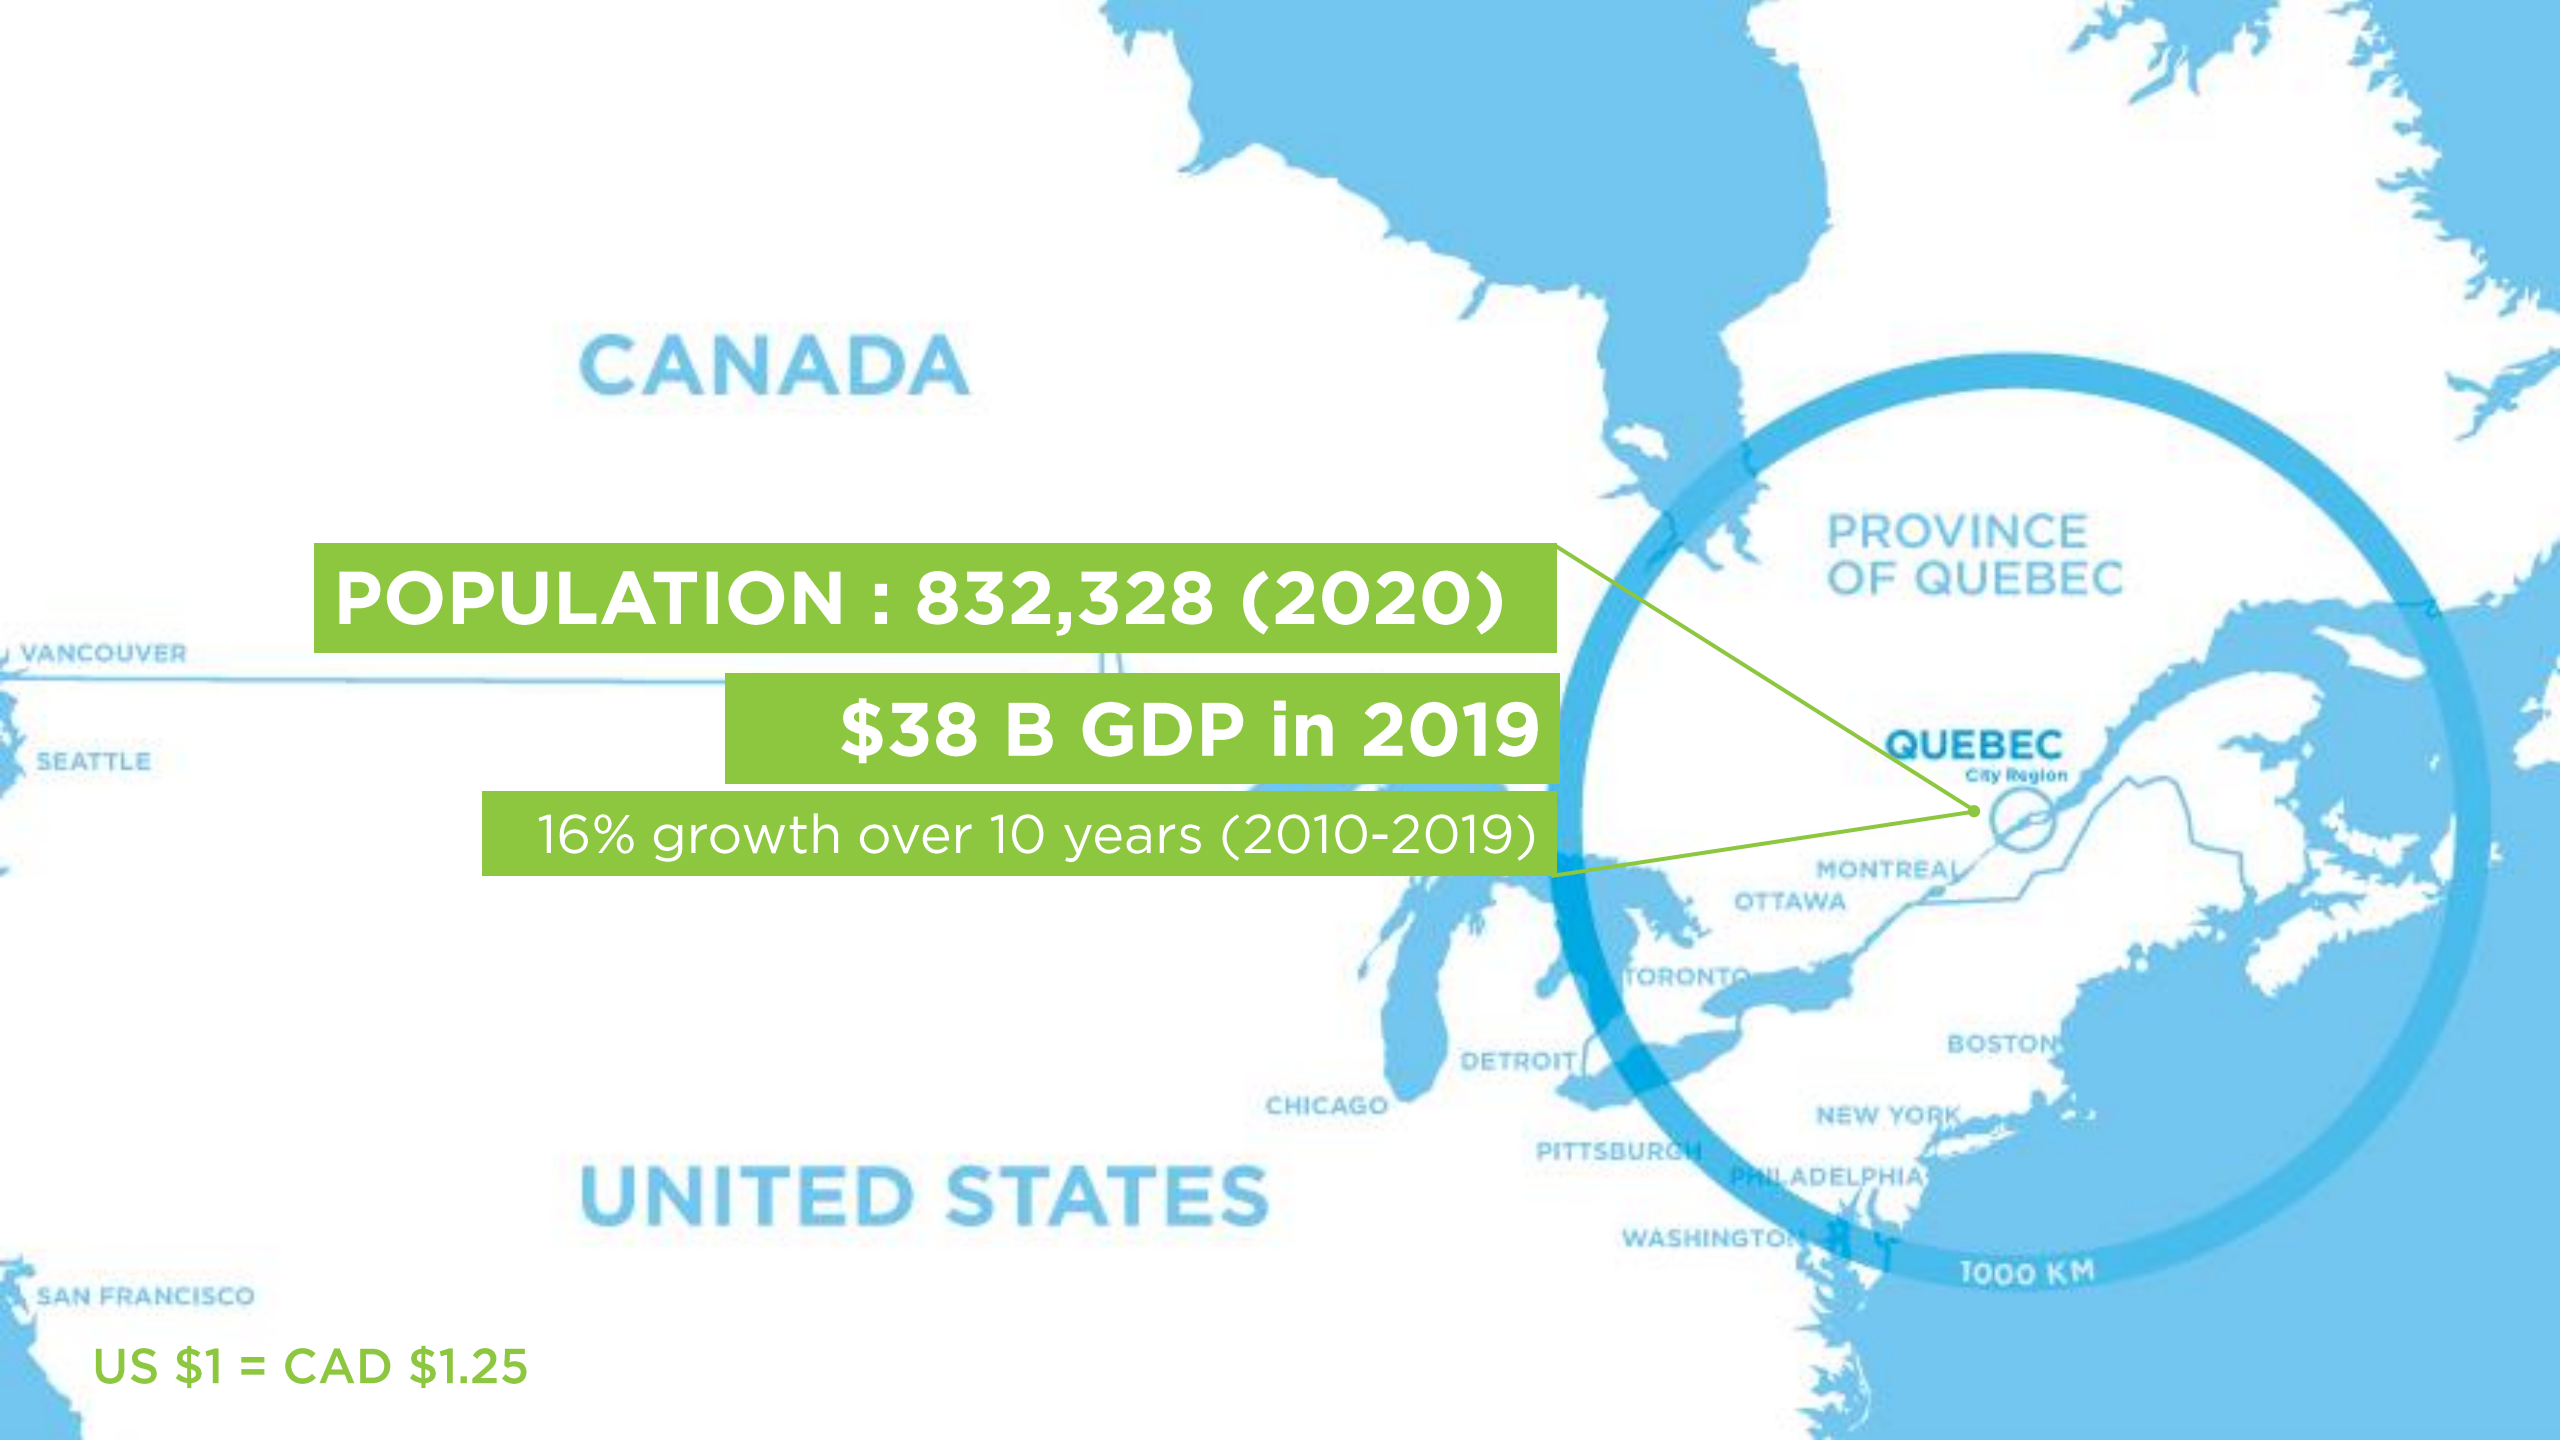 CANADA
PROVINCE
OF QUEBEC
POPULATION : 832,328 (2020)
VANCOUVER
$38 B GDP in 2019
QUEBEC
City Region
SEATTLE
16% growth over 10 years (2010-2019)
MONTREAL
OTTAWA
TORONTO
BOSTON
DETROIT
CHICAGO
NEW YORK
PITTSBURGH
PHILADELPHIA
UNITED STATES
WASHINGTON
1000 KM
SAN FRANCISCO
US $1 = CAD $1.25